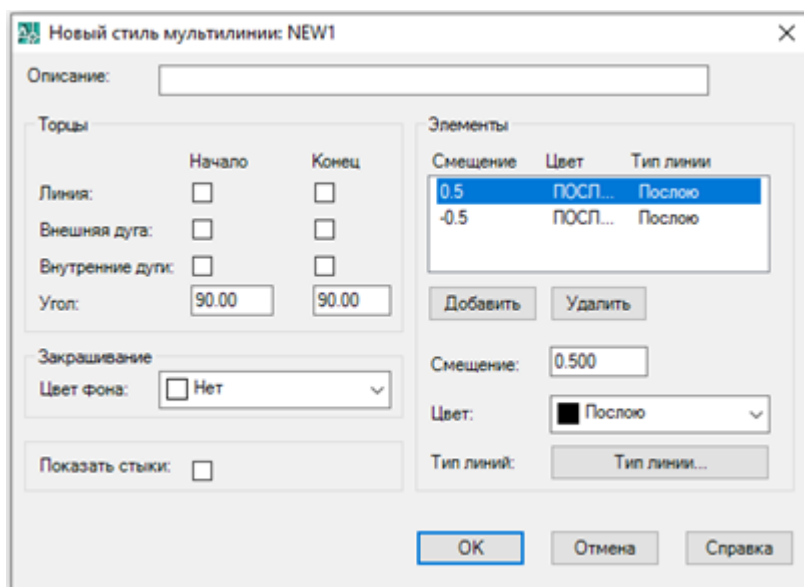 Новый стиль мультилинии: NEW1
Описание:
Торцы
Начало Конец
Линия:
Внешняя дуга:
Внутренние дуги:
Угол: 90.00 90.00
Закрашивание
Цвет фона: Нет
Показать стыки:
Элементы
Смещение Цвет Тип линии
0.5 ПОСЛ... Послою
-0.5 ПОСЛ... Послою
Добавить Удалить
Смещение: 0.500
Цвет: Послою
Тип линий: Тип линии...
OK Отмена Справка